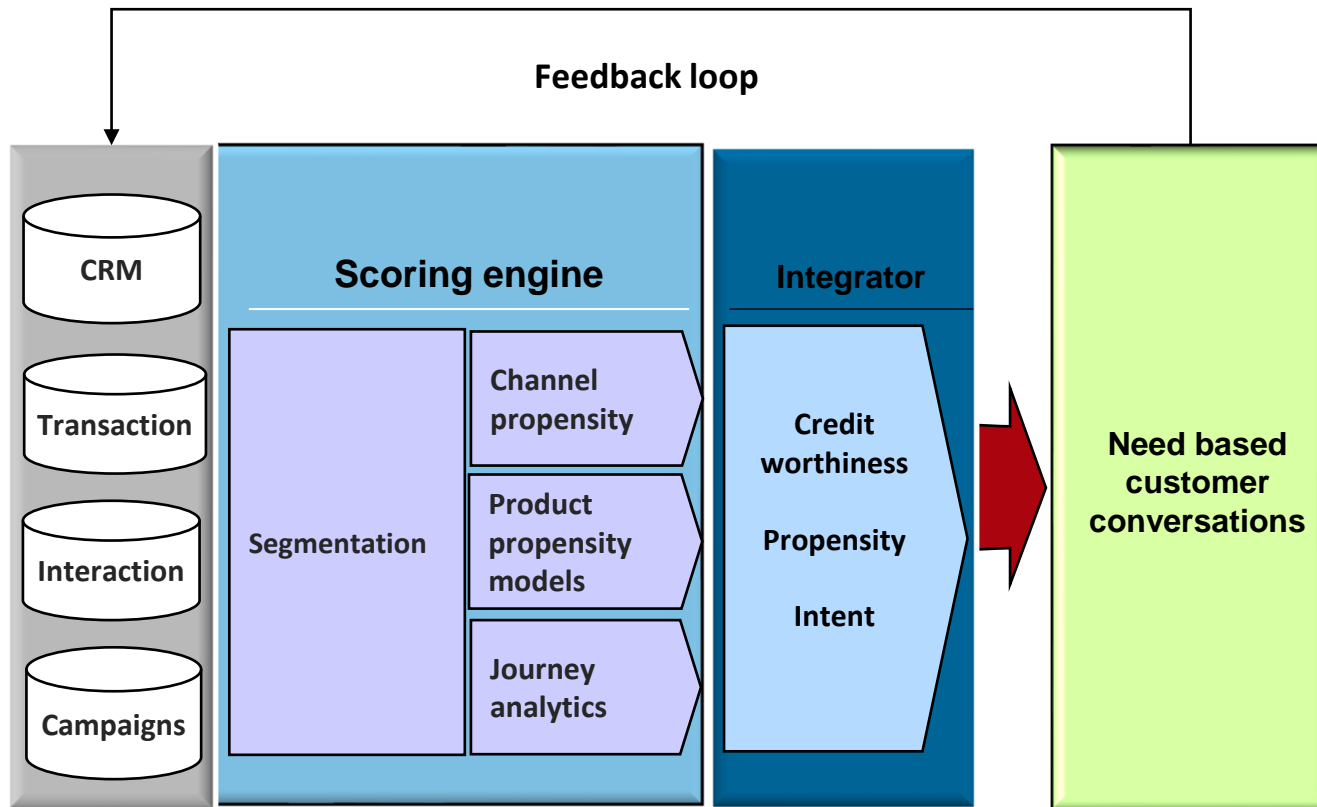 Feedback loop
CRM
Transaction
Interaction
Campaigns
Scoring engine
Segmentation
Channel
propensity
Product
propensity
models
Journey
analytics
Integrator
Credit
worthiness
Propensity
Intent
Need based
customer
conversations